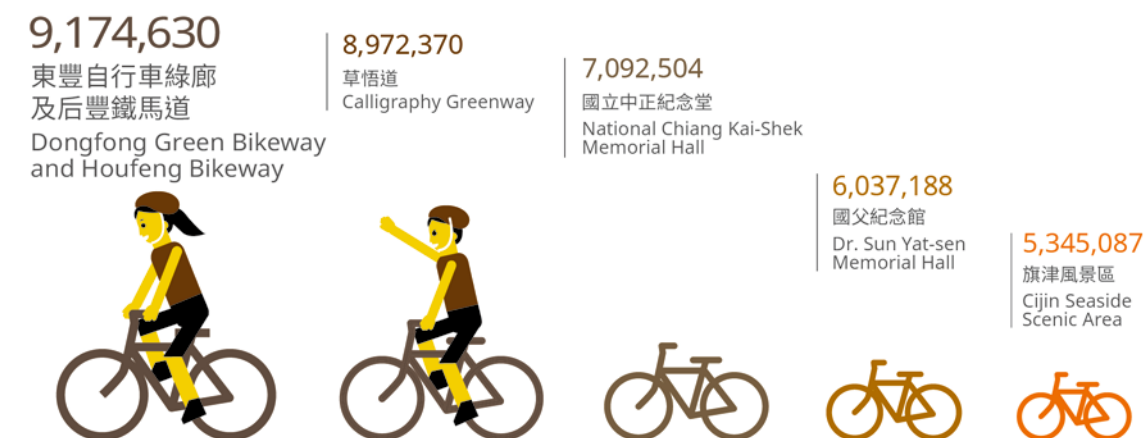 9,174,630
東豐自行車綠廊
及后豐鐵馬道
Dongfong Green Bikeway
and Houfeng Bikeway
8,972,370
草悟道
Calligraphy Greenway
7,092,504
國立中正紀念堂
National Chiang Kai-Shek
Memorial Hall
6,037,188
國父紀念館
Dr. Sun Yat-sen
Memorial Hall
5,345,087
旗津風景區
Cijin Seaside
Scenic Area